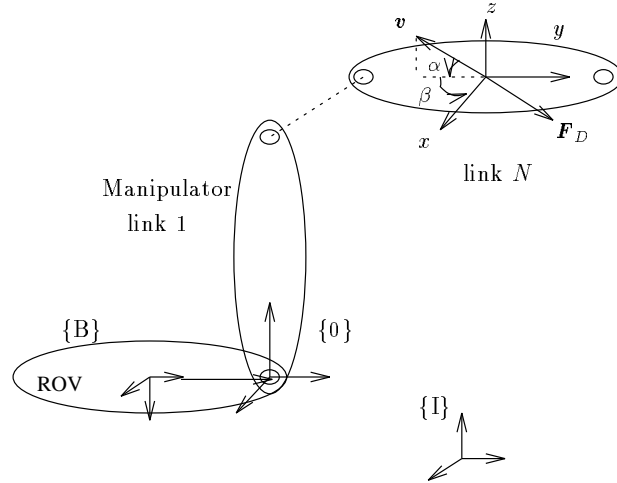 z
v
y
α
β
x
F_D
link N
Manipulator
link 1
{B}
{0}
ROV
{I}